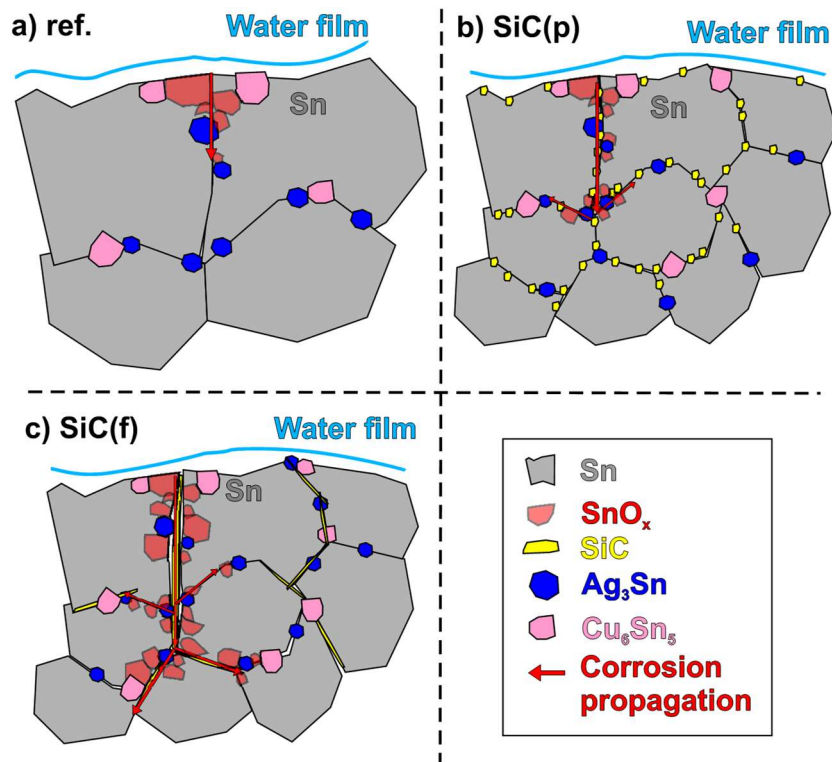 a) ref.
Water film
Sn
b) SiC(p)
Water film
Sn
c) SiC(f)
Water film
Sn
Sn
SnOₓ
SiC
Ag₃Sn
Cu₆Sn₅
Corrosion
propagation